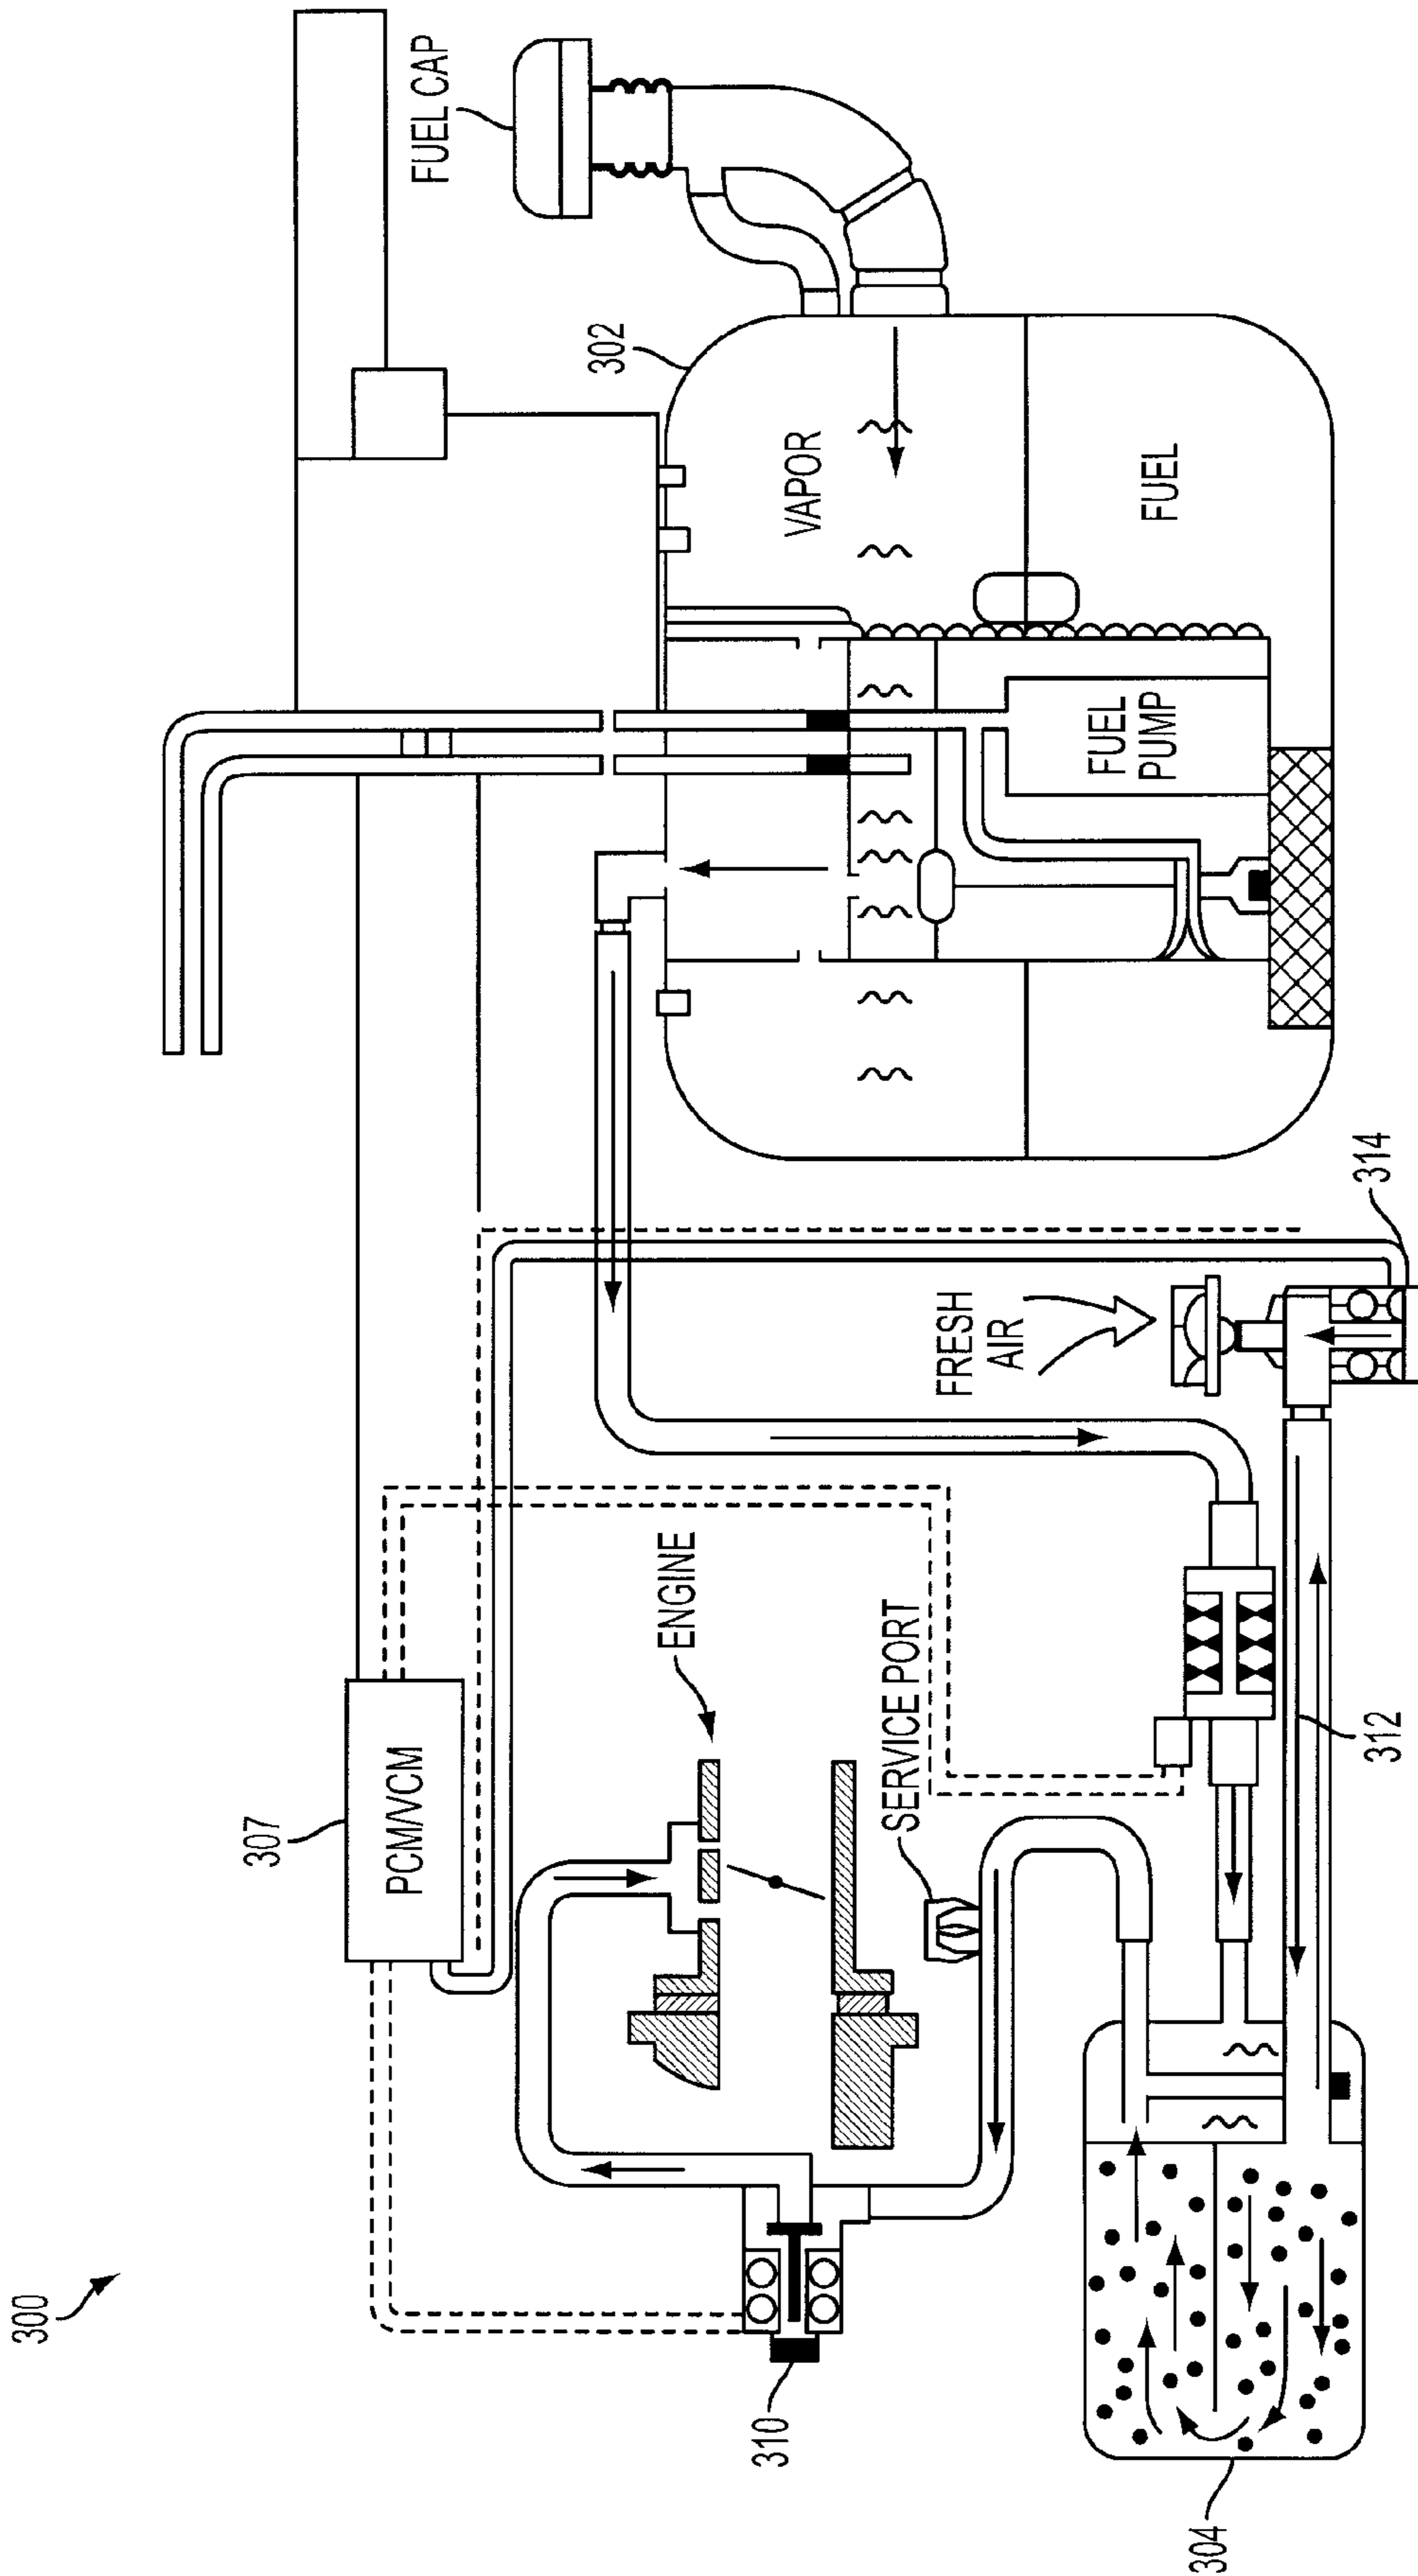 300
307
PCM/VCM
FUEL CAP
302
VAPOR
FUEL
FUEL
PUMP
ENGINE
SERVICE PORT
FRESH
AIR
310
304
312
314